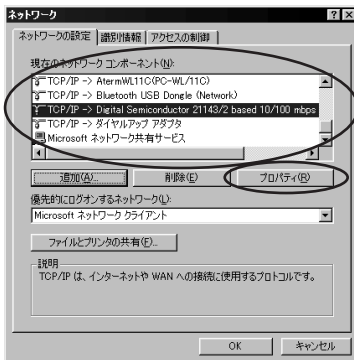 ネットワーク
ネットワークの設定 識別情報 アクセスの制御
現在のネットワーク コンポーネント(N):
TCP/IP -> AtermWL11C(PC-WL/11C)
TCP/IP -> Bluetooth USB Dongle (Network)
TCP/IP -> Digital Semiconductor 21143/2 based 10/100 mbps
TCP/IP -> ダイヤルアップ アダプタ
Microsoft ネットワーク共有サービス
追加(A)... 削除(E) プロパティ(R)
優先的にログオンするネットワーク(L):
Microsoft ネットワーク クライアント
ファイルとプリンタの共有(F)...
説明
TCP/IP は、インターネットや WAN への接続に使用するプロトコルです。
OK キャンセル